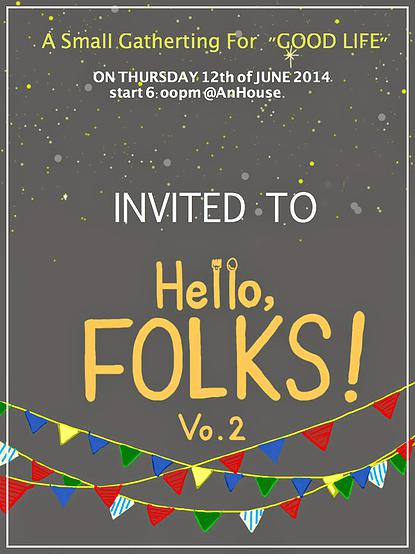 A Small Gatherting For "GOOD LIFE"
ON THURSDAY 12th of JUNE 2014.
start 6:oopm@AnHouse.
INVITED TO
Hello,
FOLKS!
Vo.2